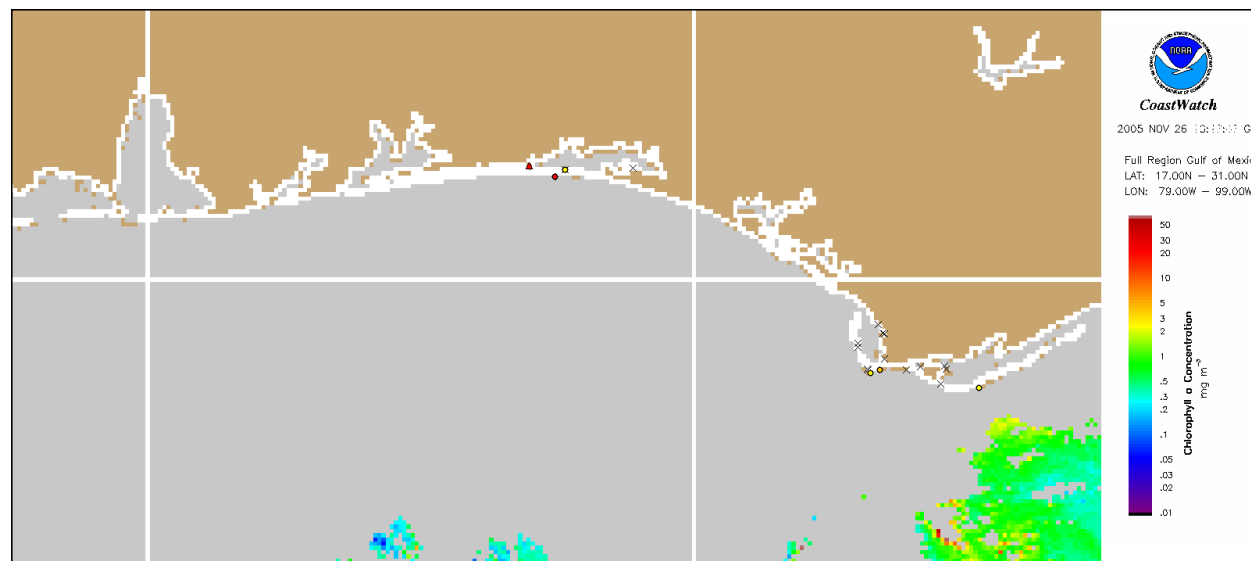 NOAA
CoastWatch
2005 NOV 26
Full Region Gulf of Mexic
LAT: 17.00N – 31.00N
LON: 79.00W – 99.00W
50
30
20
10
5
3
2
1
.5
.3
.2
.1
.05
.03
.02
.01
Chlorophyll a Concentration
mg m⁻³